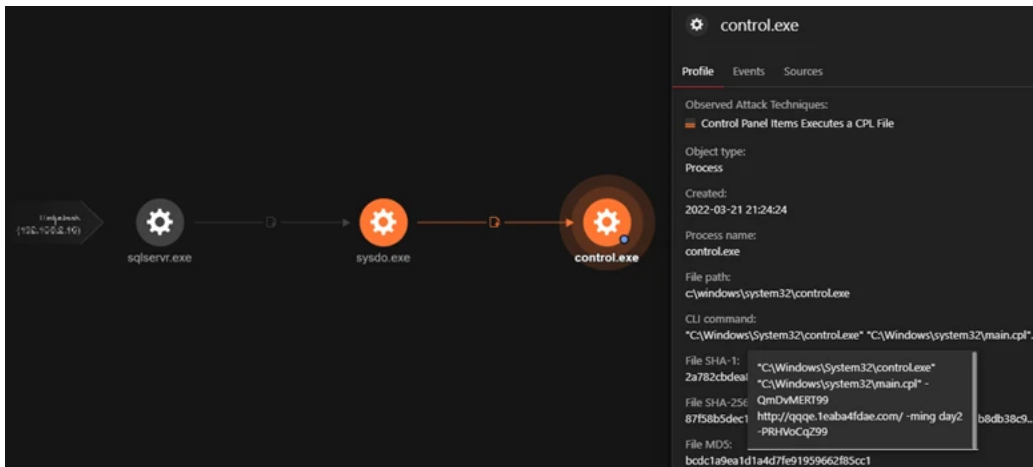 control.exe
Profile Events Sources
Observed Attack Techniques:
Control Panel Items Executes a CPL File
Object type:
Process
Created:
2022-03-21 21:24:24
Process name:
control.exe
File path:
c:\windows\system32\control.exe
CLI command:
"C:\Windows\System32\control.exe" "C:\Windows\system32\main.cpl"...
File SHA-1:
2a782cbdea
File SHA-256
87f58b5dec1 b8db38c9...
File MD5:
bcdc1a9ea1d1a4d7fe91959662f85cc1
"C:\Windows\System32\control.exe"
"C:\Windows\system32\main.cpl" -
QmDvMERT99
http://qqqe.1eaba4fdae.com/ -ming day2
-PRHVoCqZ99
sqlservr.exe
sysdo.exe
control.exe